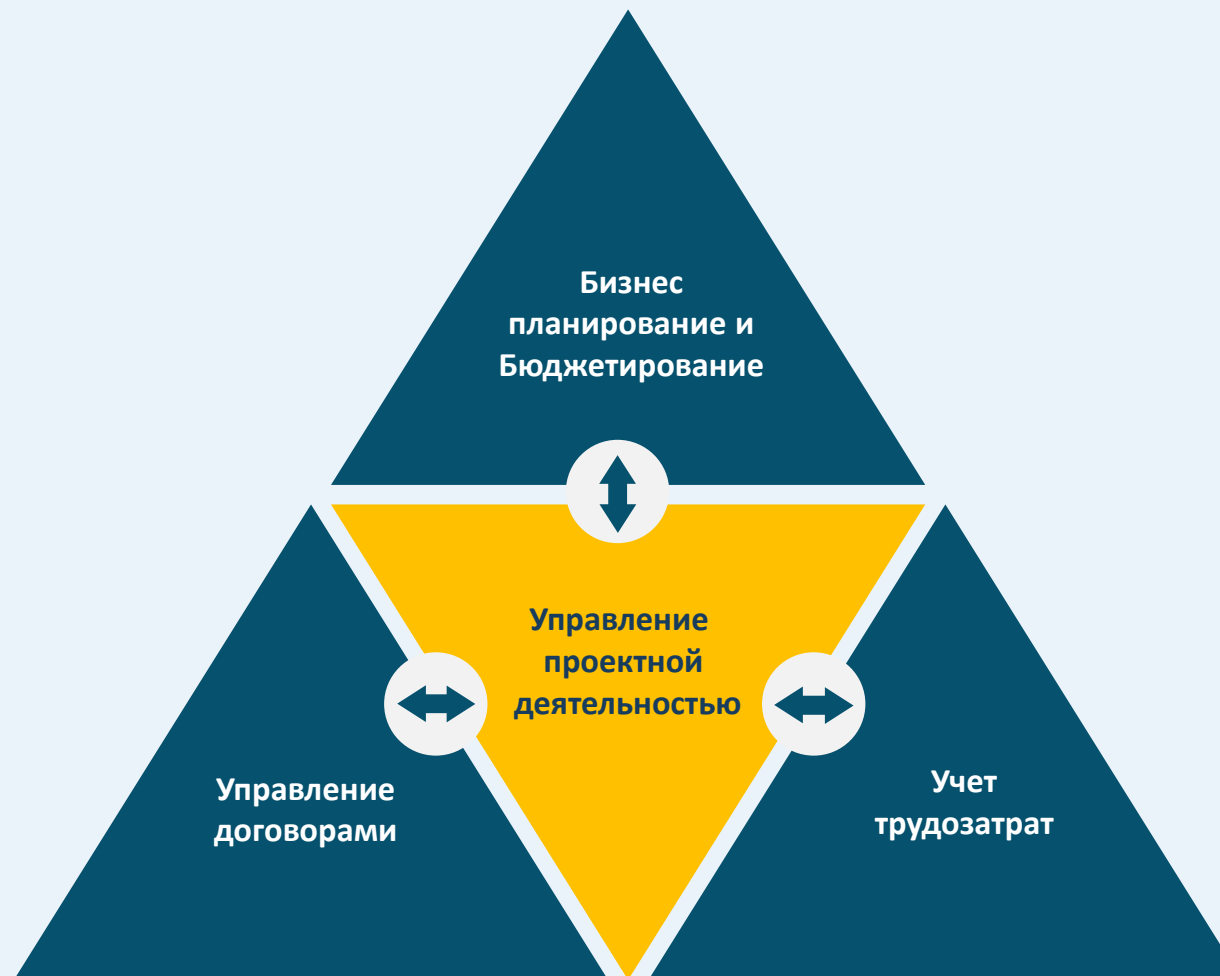 Бизнес
планирование и
Бюджетирование
Управление
проектной
деятельностью
Управление
договорами
Учет
трудозатрат